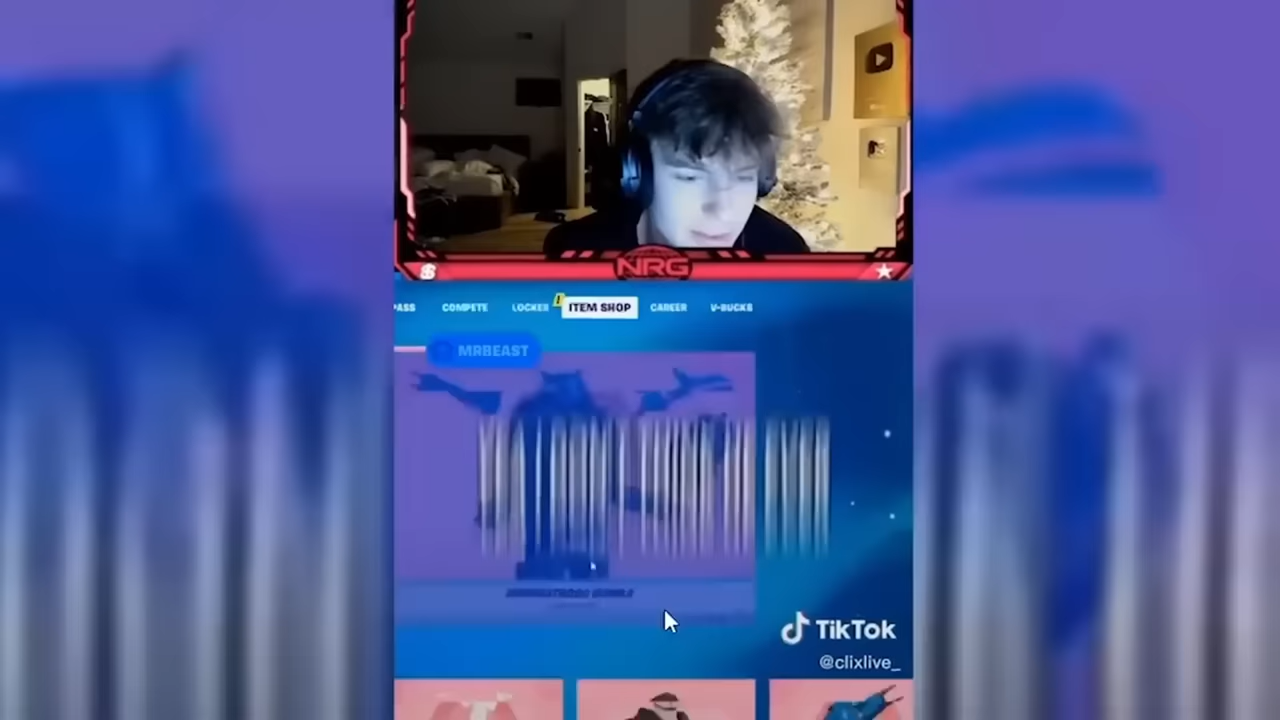 NRG
PASS COMPETE LOCKER ! ITEM SHOP CAREER V-BUCKS
MRBEAST
TikTok
@clixlive_